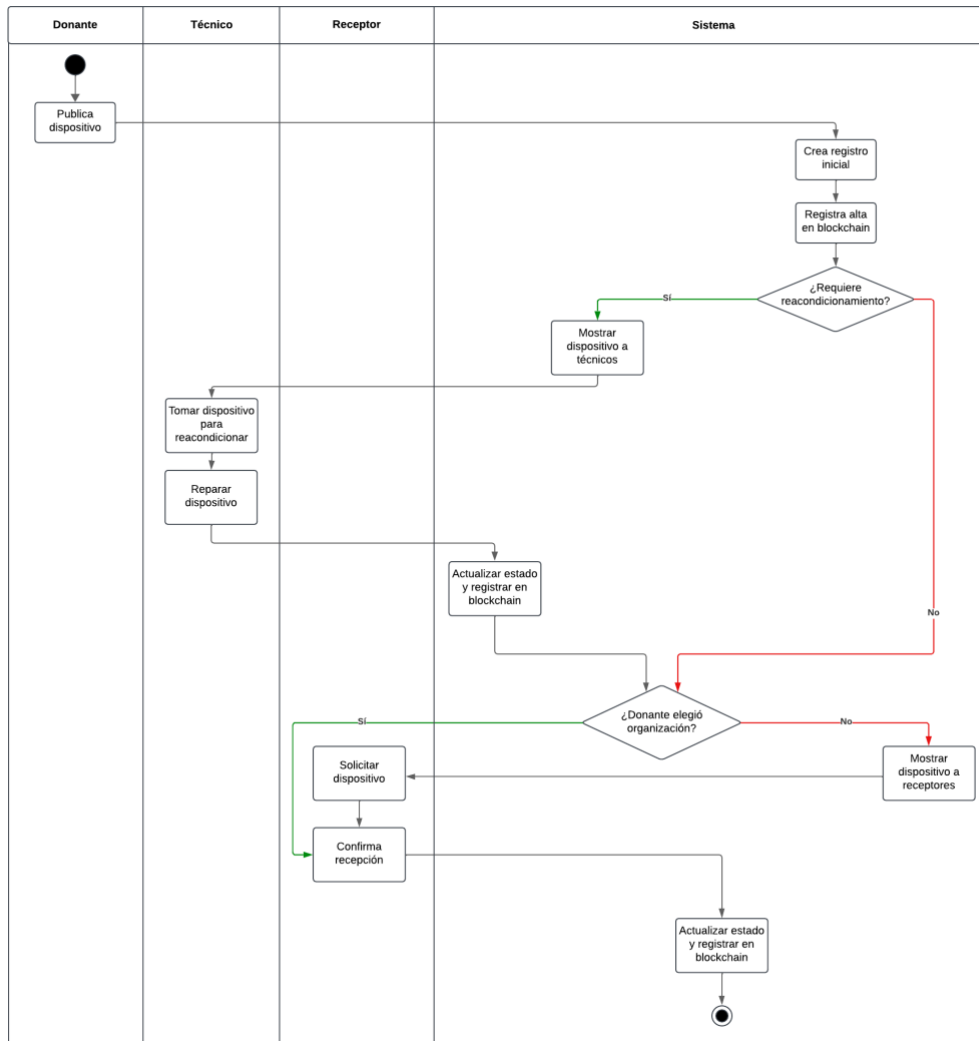 Donante
Técnico
Receptor
Sistema
Publica
dispositivo
Crea registro
inicial
Registra alta
en blockchain
¿Requiere
reacondicionamiento?
Sí
Mostrar
dispositivo a
técnicos
Tomar dispositivo
para
reacondicionar
Reparar
dispositivo
Actualizar estado
y registrar en
blockchain
No
¿Donante elegió
organización?
Sí
No
Solicitar
dispositivo
Mostrar
dispositivo a
receptores
Confirma
recepción
Actualizar estado
y registrar en
blockchain